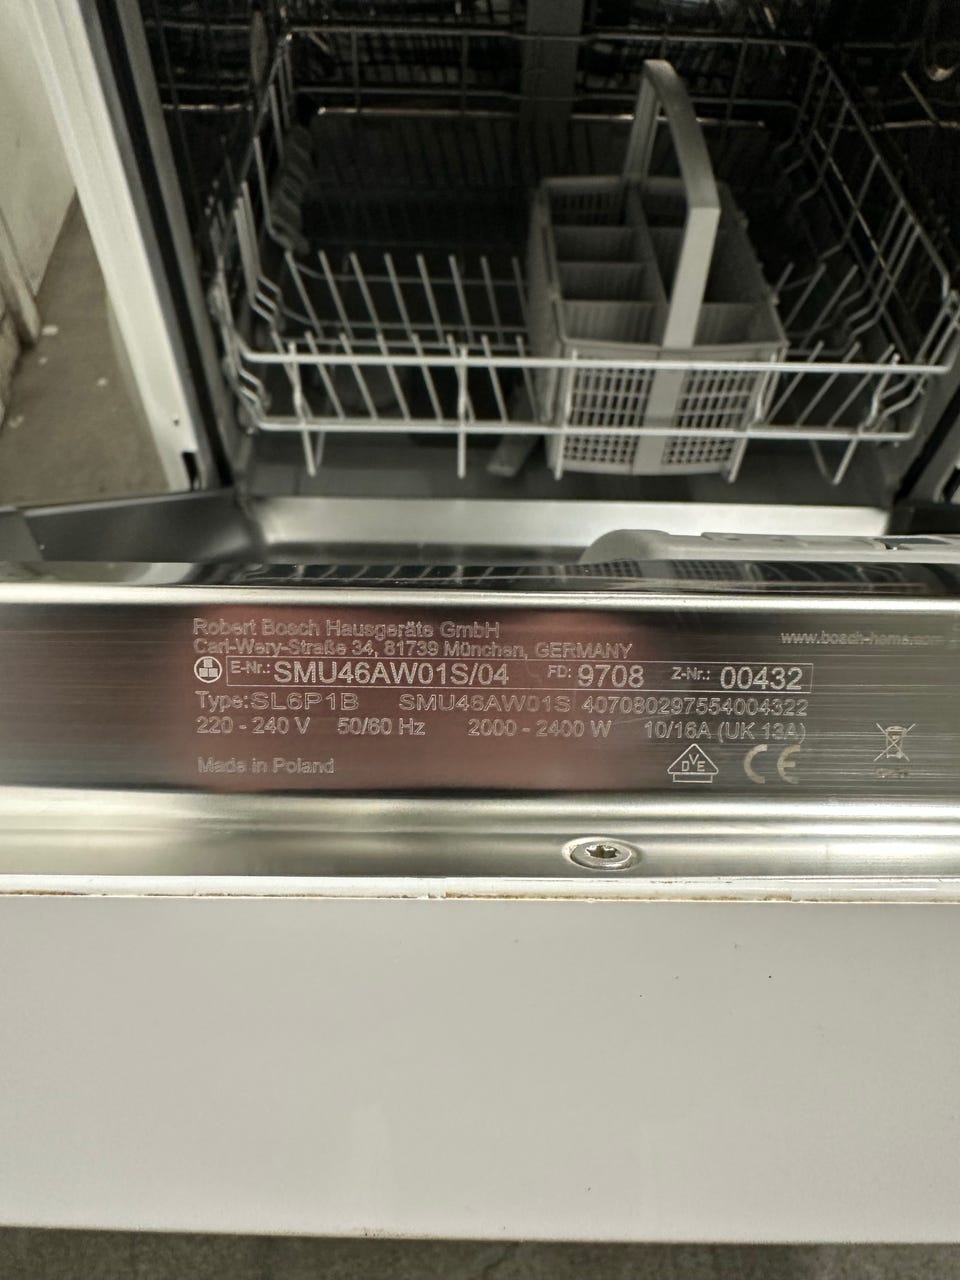 Robert Bosch Hausgeräte GmbH
www.bosch-home.com
Carl-Wery-Straße 34, 81739 München, GERMANY
E-Nr.: SMU46AW01S/04 FD: 9708 Z-Nr.: 00432
Type: SL6P1B SMU46AW01S 407080297554004322
220 - 240 V 50/60 Hz 2000 - 2400 W 10/16A (UK 13A)
Made in Poland
DVE
CE